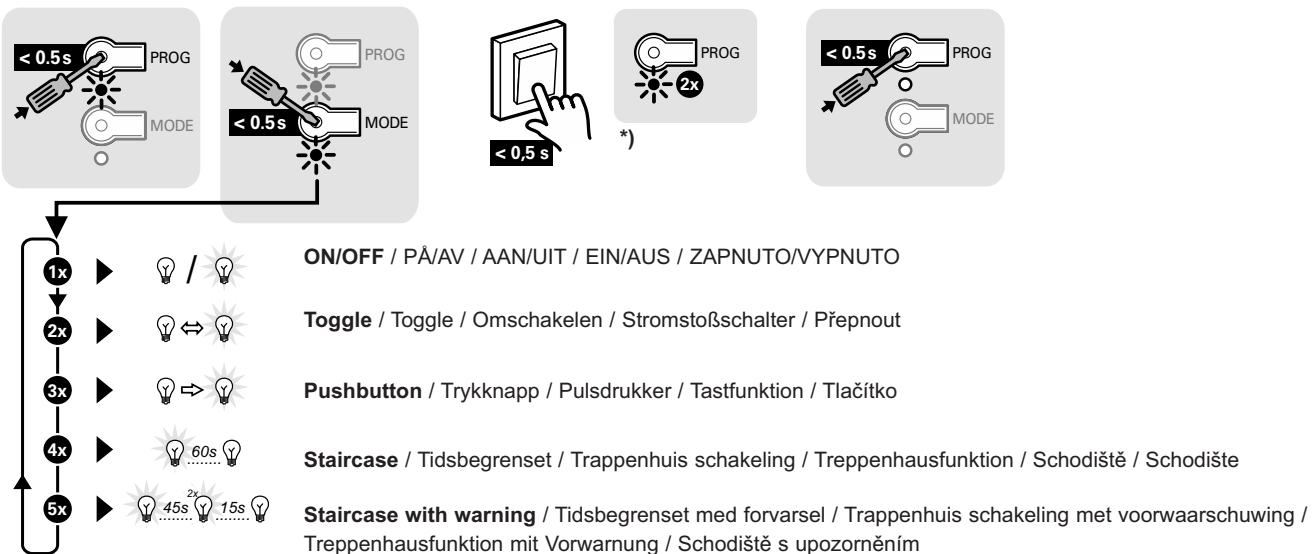 < 0.5 s PROG
MODE
PROG
< 0.5 s MODE
< 0,5 s
PROG
2x
*)
< 0.5 s PROG
MODE
1x / ON/OFF / PÅ/AV / AAN/UIT / EIN/AUS / ZAPNUTO/VYPNUTO
2x Toggle / Toggle / Omschakelen / Stromstoßschalter / Přepnout
3x Pushbutton / Trykknapp / Pulsdrukker / Tastfunktion / Tlačítko
4x 60s Staircase / Tidsbegrenset / Trappenhuis schakeling / Treppenhausfunktion / Schodiště / Schodište
5x 45s 2x 15s Staircase with warning / Tidsbegrenset med forvarsel / Trappenhuis schakeling met voorwaarschuwing /
Treppenhausfunktion mit Vorwarnung / Schodiště s upozorněním